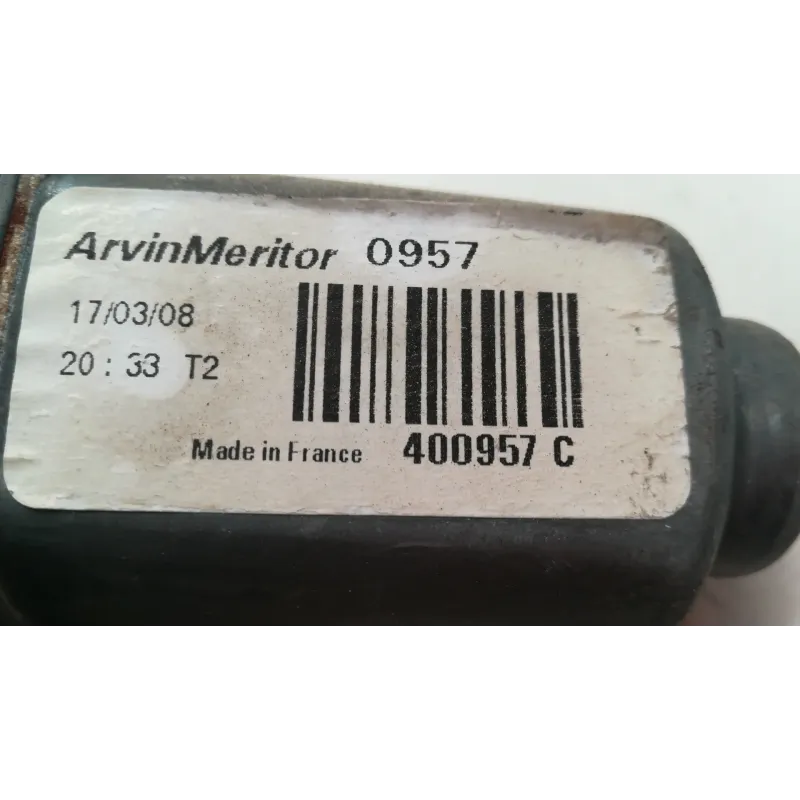 ArvinMeritor 0957
17/03/08
20 : 33 T2
Made in France 400957 C